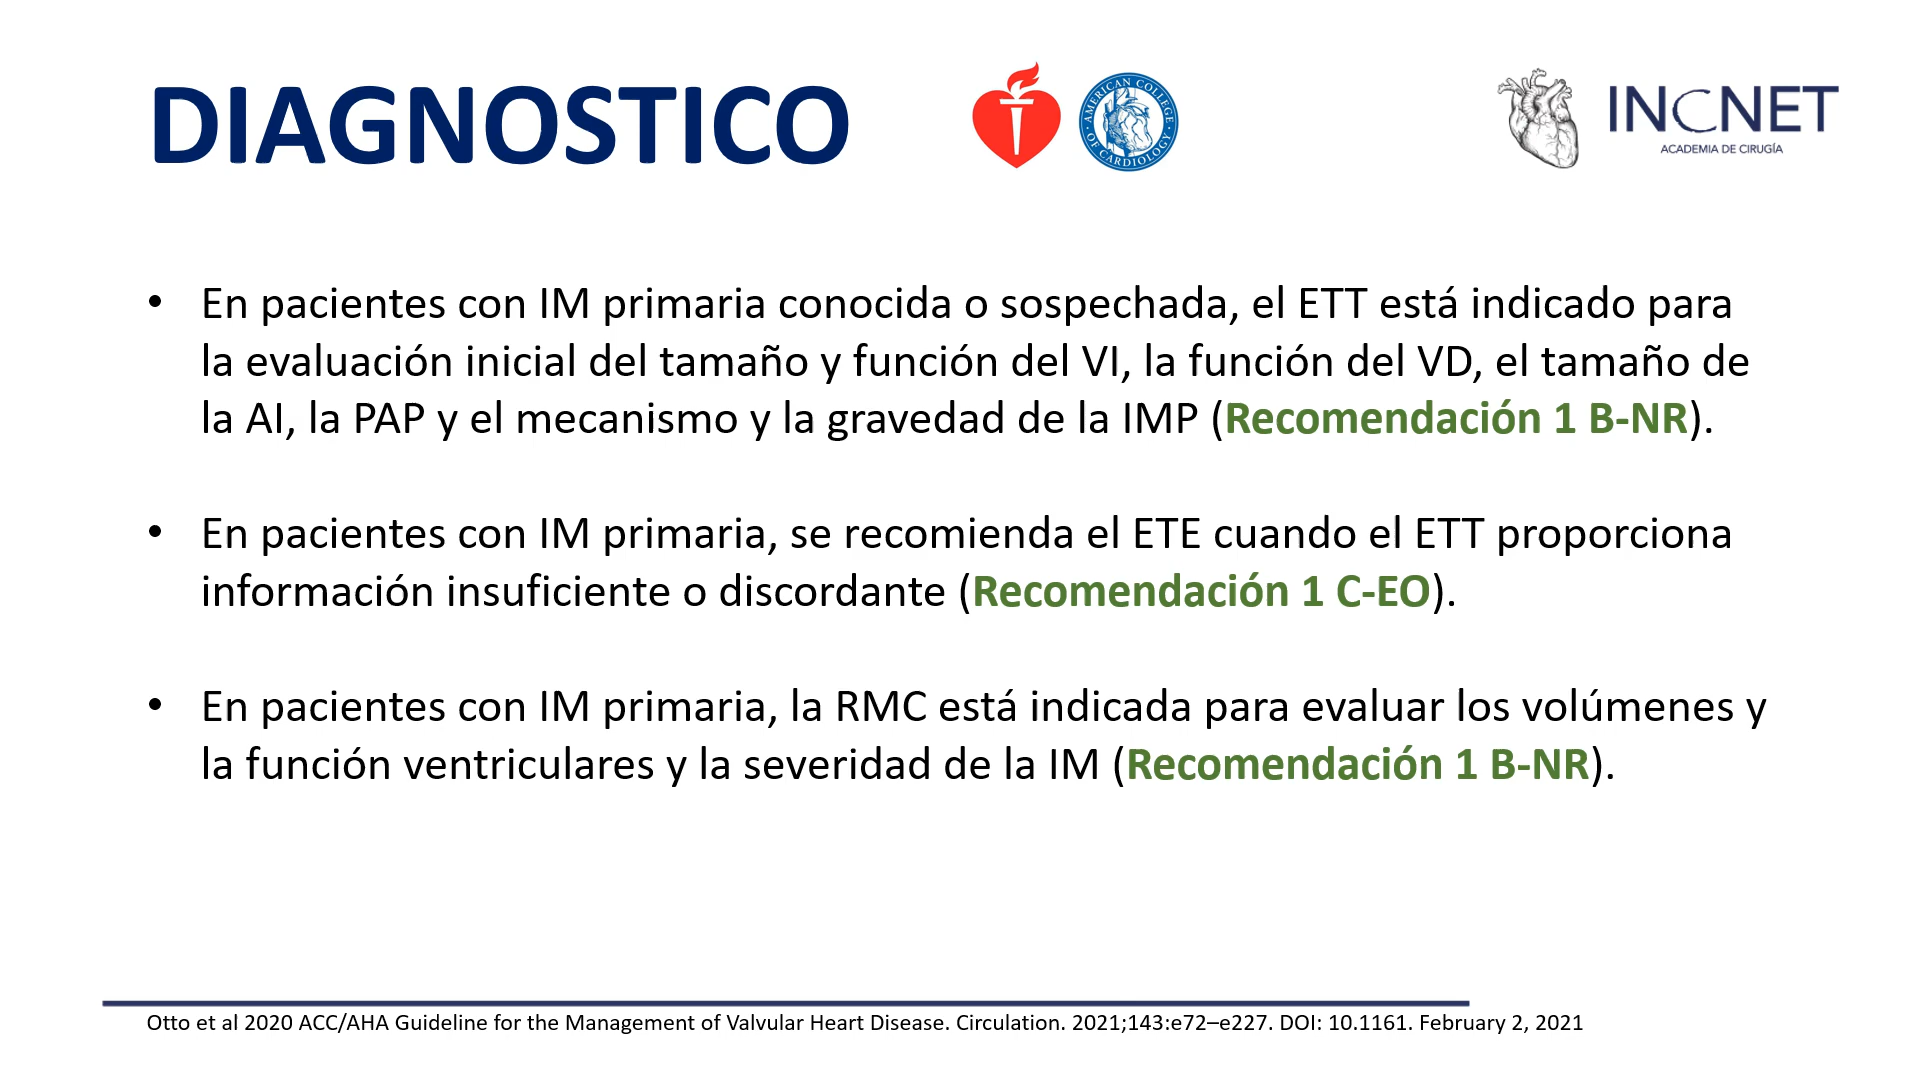 DIAGNOSTICO
AMERICAN COLLEGE OF CARDIOLOGY
INCNET
ACADEMIA DE CIRUGÍA
• En pacientes con IM primaria conocida o sospechada, el ETT está indicado para
la evaluación inicial del tamaño y función del VI, la función del VD, el tamaño de
la AI, la PAP y el mecanismo y la gravedad de la IMP (Recomendación 1 B-NR).
• En pacientes con IM primaria, se recomienda el ETE cuando el ETT proporciona
información insuficiente o discordante (Recomendación 1 C-EO).
• En pacientes con IM primaria, la RMC está indicada para evaluar los volúmenes y
la función ventriculares y la severidad de la IM (Recomendación 1 B-NR).
Otto et al 2020 ACC/AHA Guideline for the Management of Valvular Heart Disease. Circulation. 2021;143:e72–e227. DOI: 10.1161. February 2, 2021